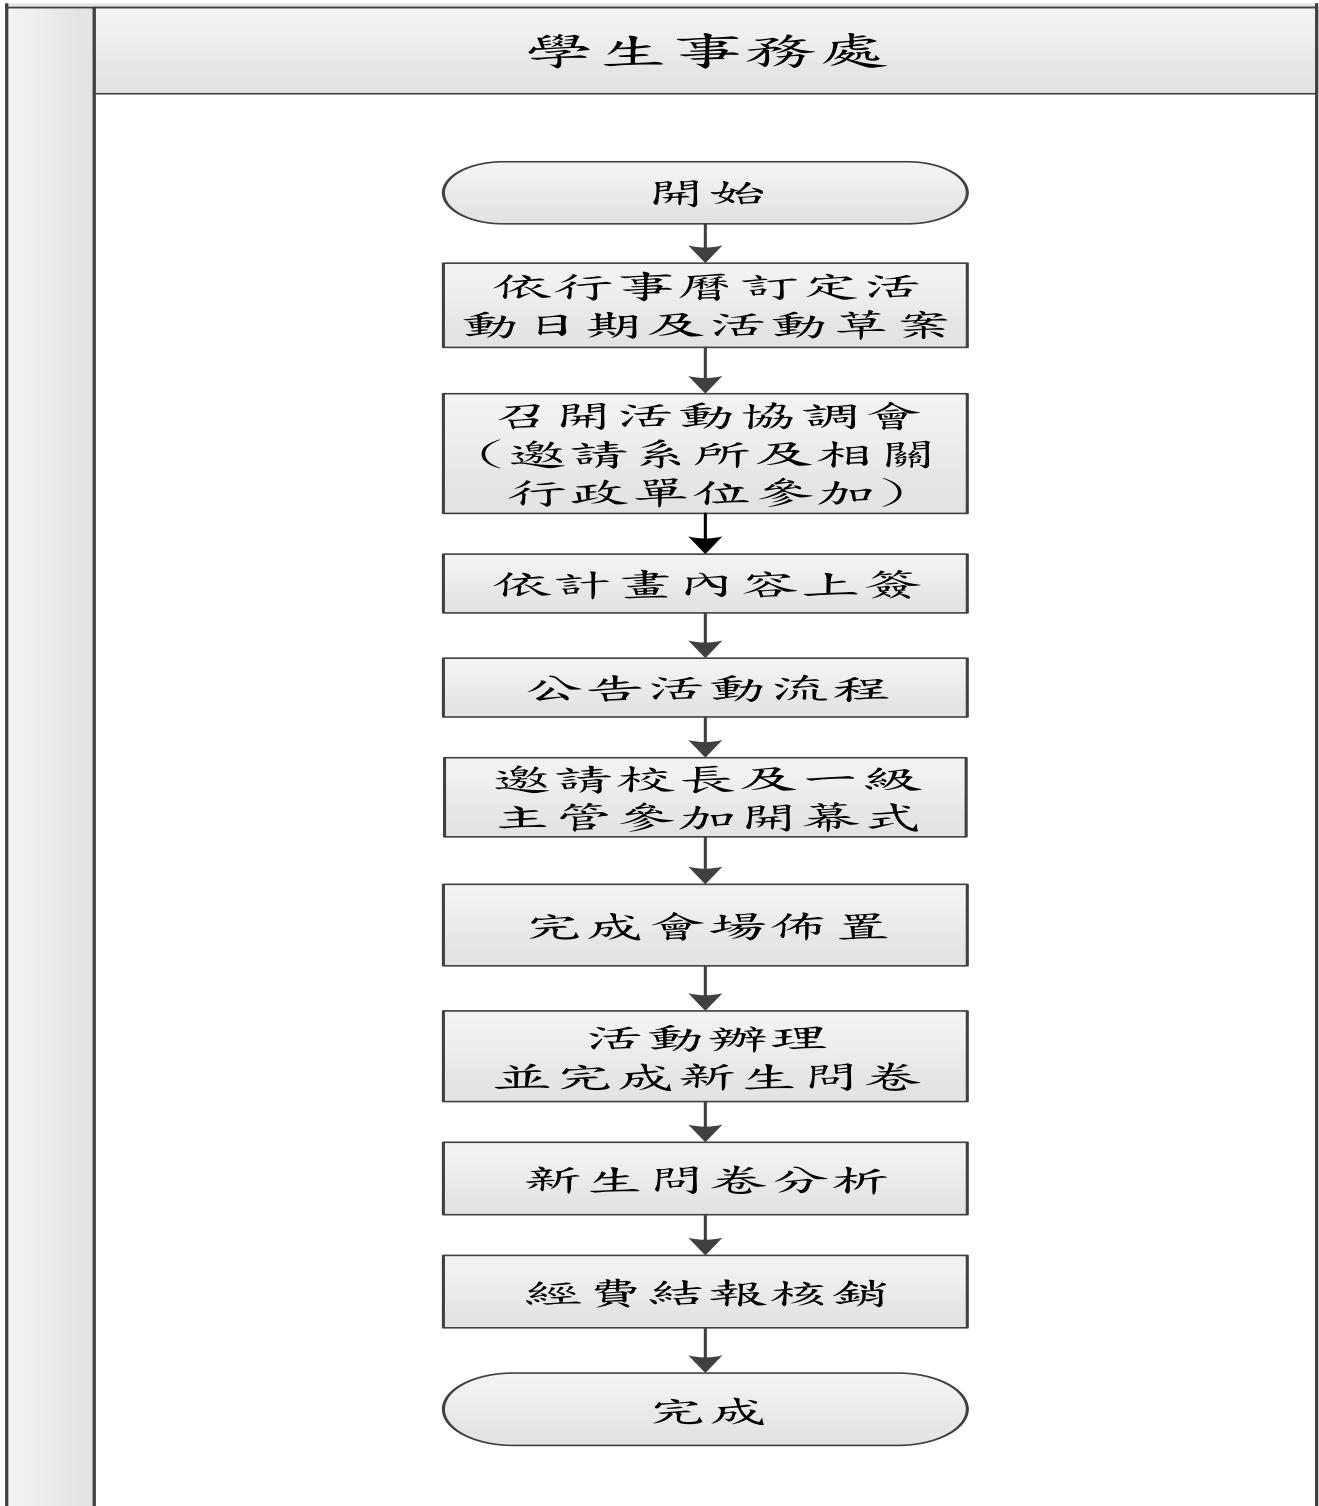 學生事務處
開始
依行事曆訂定活
動日期及活動草案
召開活動協調會
（邀請系所及相關
行政單位參加）
依計畫內容上簽
公告活動流程
邀請校長及一級
主管參加開幕式
完成會場佈置
活動辦理
並完成新生問卷
新生問卷分析
經費結報核銷
完成